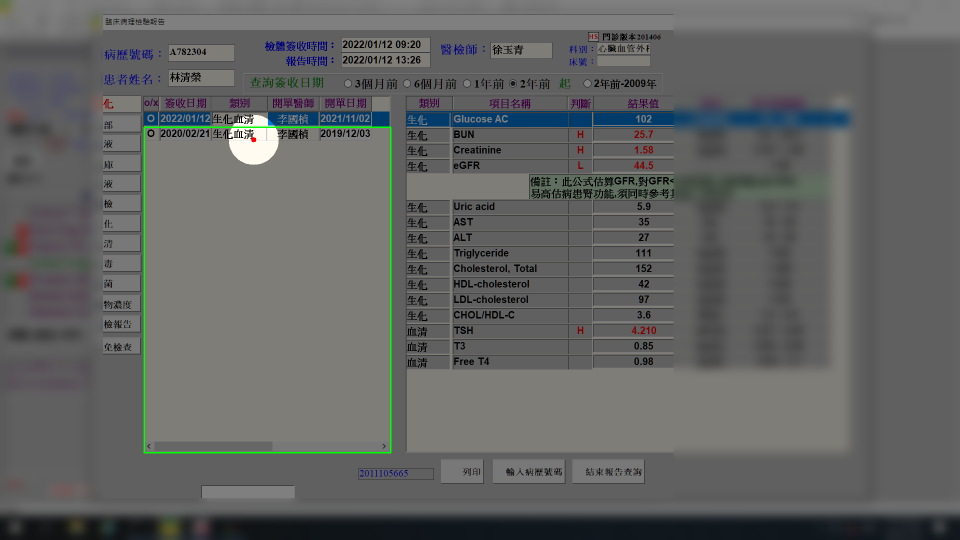 臨床病理檢驗報告
HS 門診版本201406
病歷號碼： A782304 檢體簽收時間： 2022/01/12 09:20 醫檢師： 徐玉青 科別： 心臟血管外科
報告時間： 2022/01/12 13:26 床號：
患者姓名： 林清榮 查詢簽收日期 3個月前 6個月前 1年前 2年前 起 2年前-2009年
化 o/x 簽收日期 類別 開單醫師 開單日期
O 2022/01/12 生化血清 李國楨 2021/11/02
O 2020/02/21 生化血清 李國楨 2019/12/03
部
液
庫
液
檢
化
清
毒
菌
物濃度
檢報告
免檢查
類別 項目名稱 判斷 結果值
生化 Glucose AC 102
生化 BUN H 25.7
生化 Creatinine H 1.58
生化 eGFR L 44.5
備註：此公式估算GFR,對GFR<
易高估病患腎功能,須同時參考
生化 Uric acid 5.9
生化 AST 35
生化 ALT 27
生化 Triglyceride 111
生化 Cholesterol, Total 152
生化 HDL-cholesterol 42
生化 LDL-cholesterol 97
生化 CHOL/HDL-C 3.6
血清 TSH H 4.210
血清 T3 0.85
血清 Free T4 0.98
2011105665 列印 輸入病歷號碼 結束報告查詢